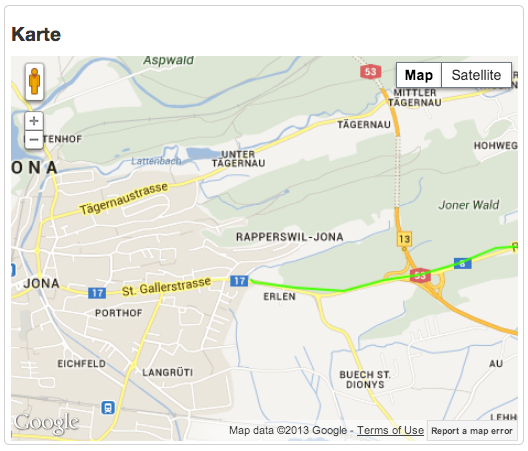 Karte
Aspwald
53
Map
Satellite
MITTLER
TÄGERNAU
TÄGERNAU
HOHWEG
TENHOF
Lattenbach
UNTER
TÄGERNAU
ONA
Tägernaustrasse
Joner Wald
RAPPERSWIL-JONA
13
8
53
JONA
17
St. Gallerstrasse
17
ERLEN
PORTHOF
EICHFELD
LANGRÜTI
BUECH ST.
DIONYS
AU
LEHH
Google
Map data ©2013 Google - Terms of Use
Report a map error